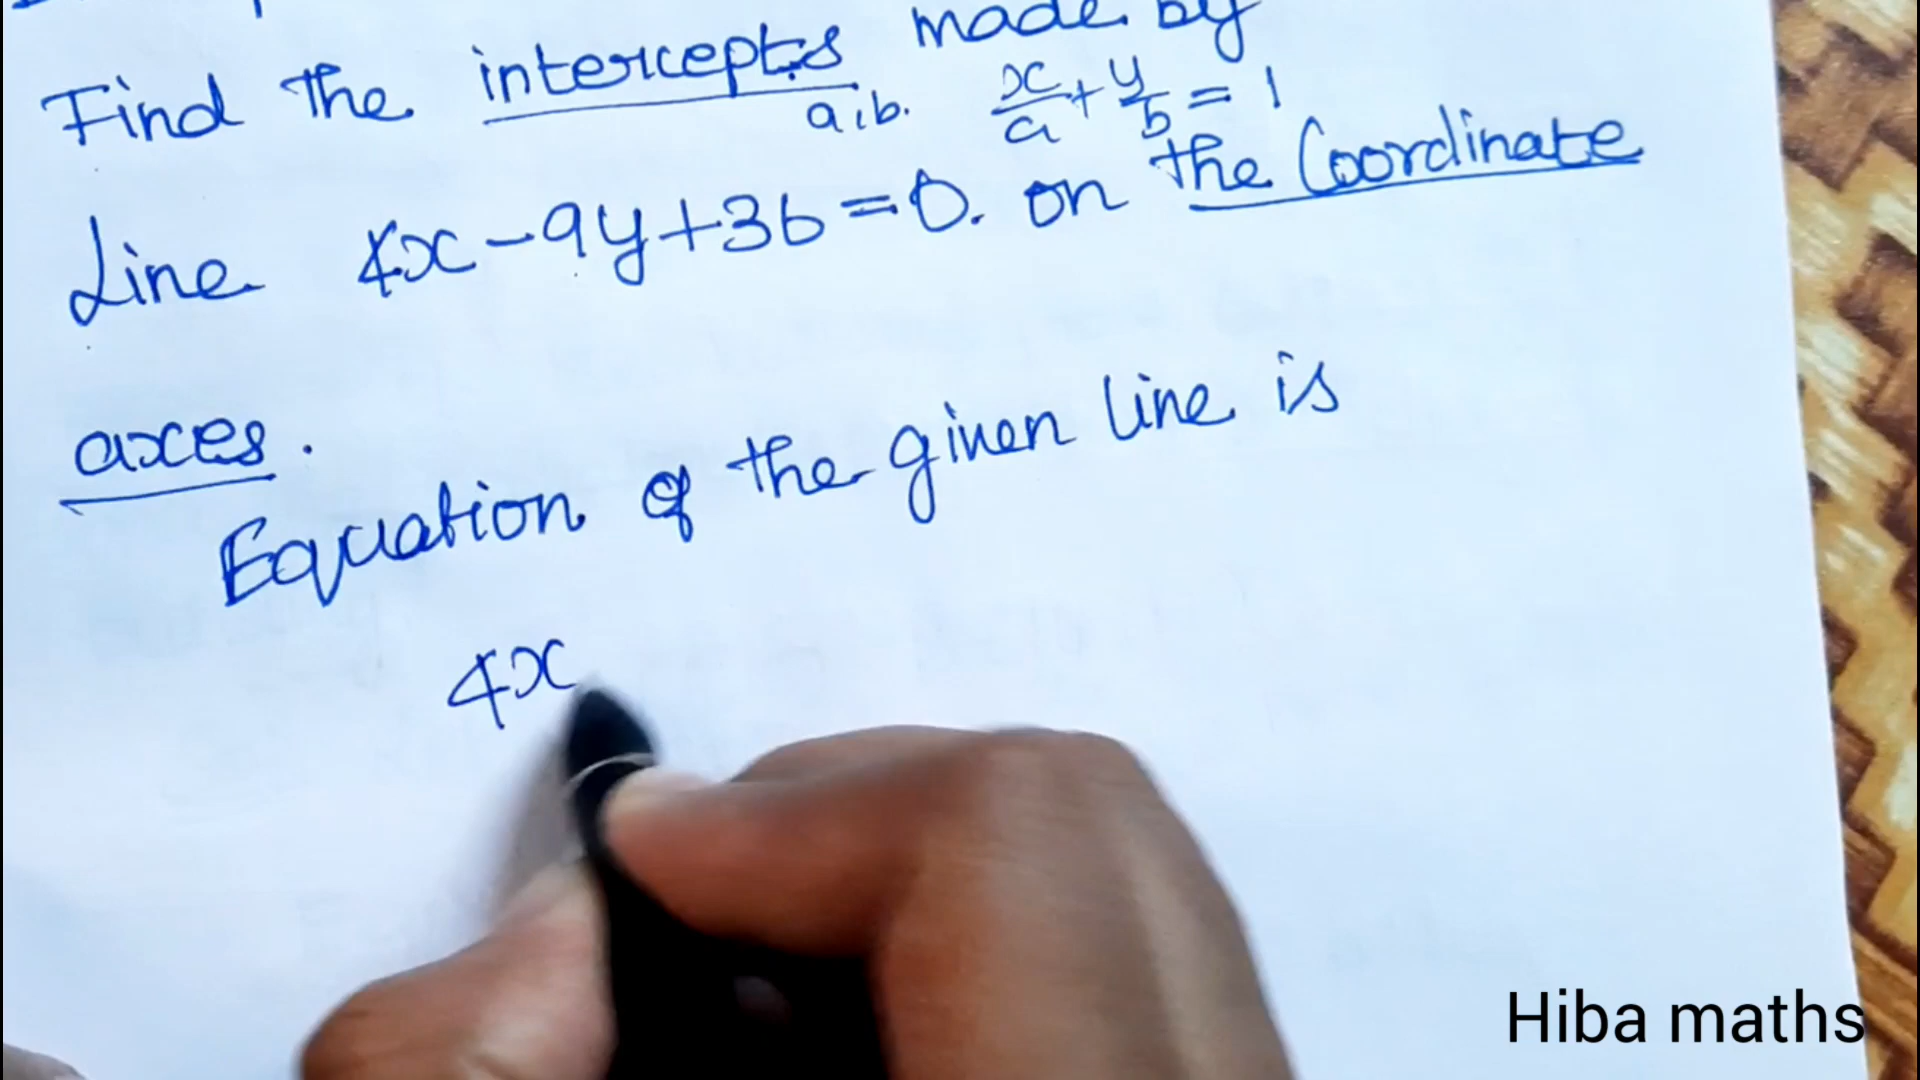 Find the intercepts made by
a,b. x/a + y/b = 1
Line 4x - 9y + 36 = 0. on the Coordinate
axes.
Equation of the given line is
4x
Hiba maths